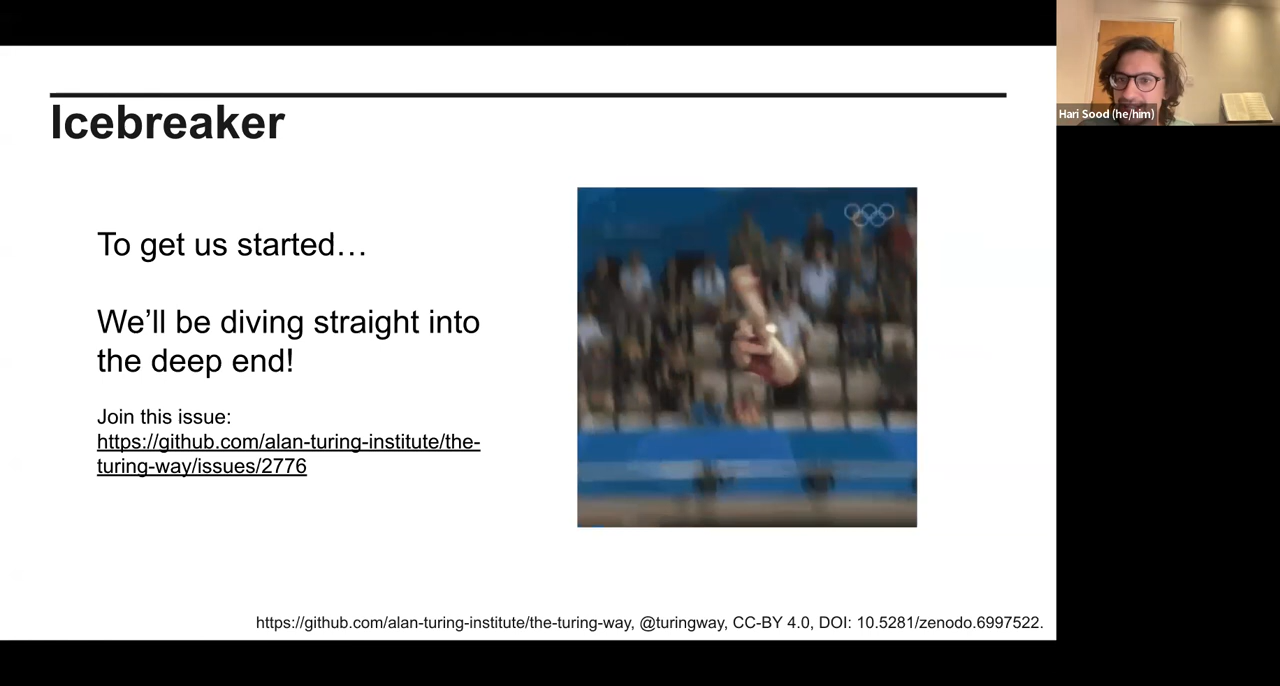 Icebreaker
To get us started…
We’ll be diving straight into
the deep end!
Join this issue:
https://github.com/alan-turing-institute/the-
turing-way/issues/2776
https://github.com/alan-turing-institute/the-turing-way, @turingway, CC-BY 4.0, DOI: 10.5281/zenodo.6997522.
Hari Sood (he/him)